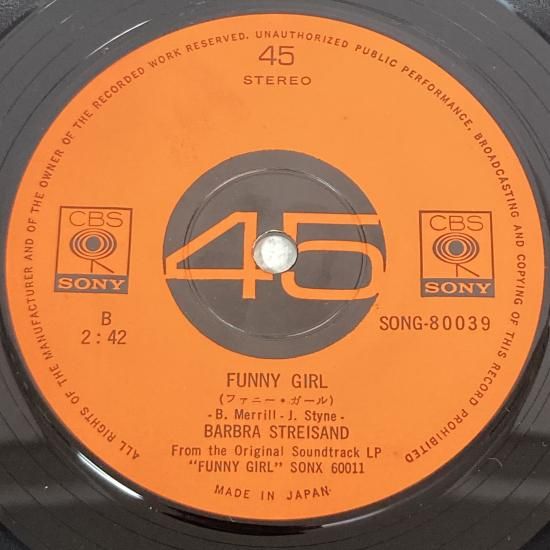 ALL RIGHTS OF THE MANUFACTURER AND OF THE OWNER OF THE RECORDED WORK RESERVED. UNAUTHORIZED PUBLIC PERFORMANCE, BROADCASTING AND COPYING OF THIS RECORD PROHIBITED
45
STEREO
CBS
SONY
45
CBS
SONY
B
2:42
SONG-80039
FUNNY GIRL
(ファニー・ガール)
-B. Merrill-J. Styne-
BARBRA STREISAND
From the Original Soundtrack LP
"FUNNY GIRL" SONX 60011
MADE IN JAPAN